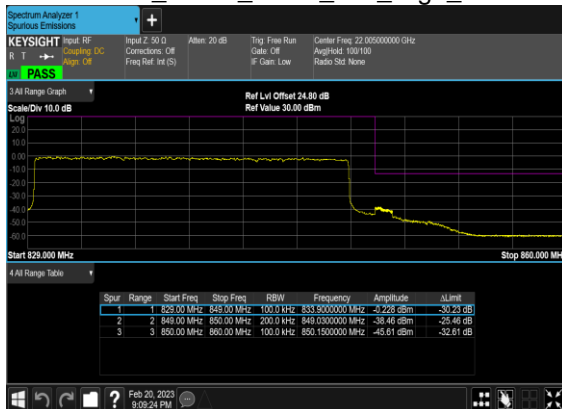 Spectrum Analyzer 1
Spurious Emissions
KEYSIGHT
R T
PASS
Input: RF
Coupling: DC
Align: Off
Input Z: 50 Ω
Corrections: Off
Freq Ref: Int (S)
Atten: 20 dB
Trig: Free Run
Gate: Off
IF Gain: Low
Center Freq: 22.005000000 GHz
Avg|Hold: 100/100
Radio Std: None
3 All Range Graph
Scale/Div 10.0 dB
Ref Lvl Offset 24.80 dB
Ref Value 30.00 dBm
Log
20.0
10.0
0.00
-10.0
-20.0
-30.0
-40.0
-50.0
-60.0
Start 829.000 MHz
Stop 860.000 MH
4 All Range Table
Spur Range Start Freq Stop Freq RBW Frequency Amplitude ΔLimit
1 1 829.00 MHz 849.00 MHz 100.0 kHz 833.9000000 MHz -0.228 dBm -30.23 dB
2 2 849.00 MHz 850.00 MHz 200.0 kHz 849.0300000 MHz -38.46 dBm -25.46 dB
3 3 850.00 MHz 860.00 MHz 100.0 kHz 850.1500000 MHz -45.61 dBm -32.61 dB
Feb 20, 2023
9:09:24 PM